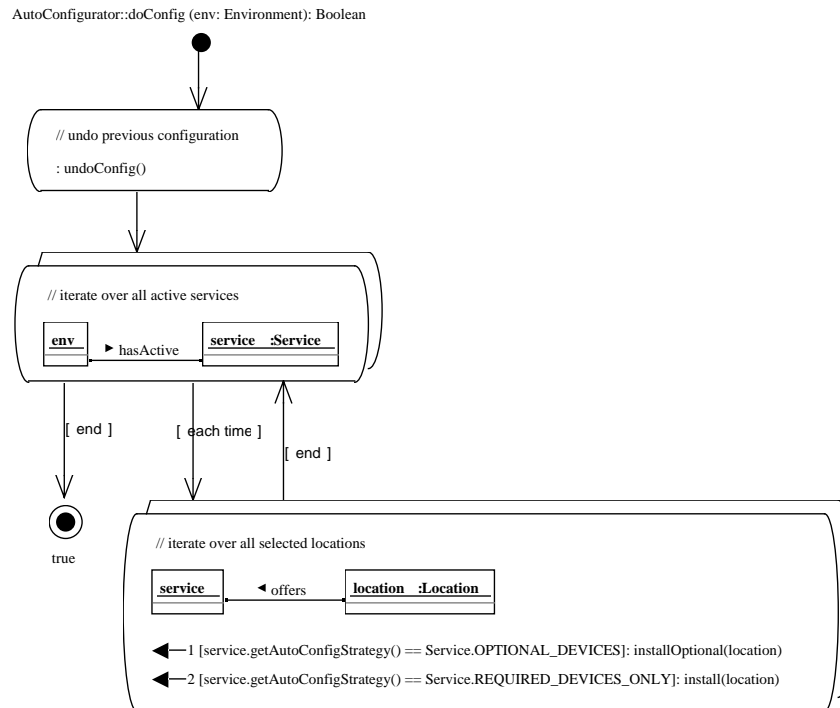 AutoConfigurator::doConfig (env: Environment): Boolean
// undo previous configuration
: undoConfig()
// iterate over all active services
env
► hasActive
service :Service
[ end ]
[ each time ]
[ end ]
true
// iterate over all selected locations
service
◄ offers
location :Location
1 [service.getAutoConfigStrategy() == Service.OPTIONAL_DEVICES]: installOptional(location)
2 [service.getAutoConfigStrategy() == Service.REQUIRED_DEVICES_ONLY]: install(location)